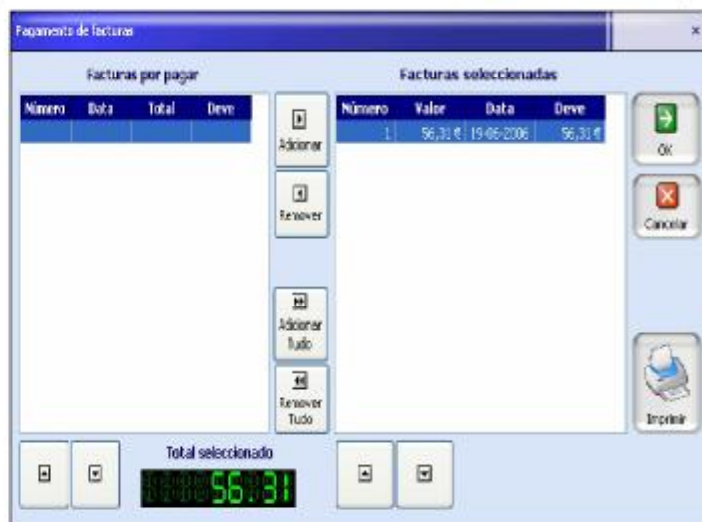 Pagamento de facturas
Facturas por pagar
Facturas seleccionadas
Número Data Total Deve
Número Valor Data Deve
1 56,31 € 19-06-2006 56,31 €
Adicionar
Remover
Adicionar
Tudo
Remover
Tudo
OK
Cancelar
Imprimir
Total seleccionado
56.31